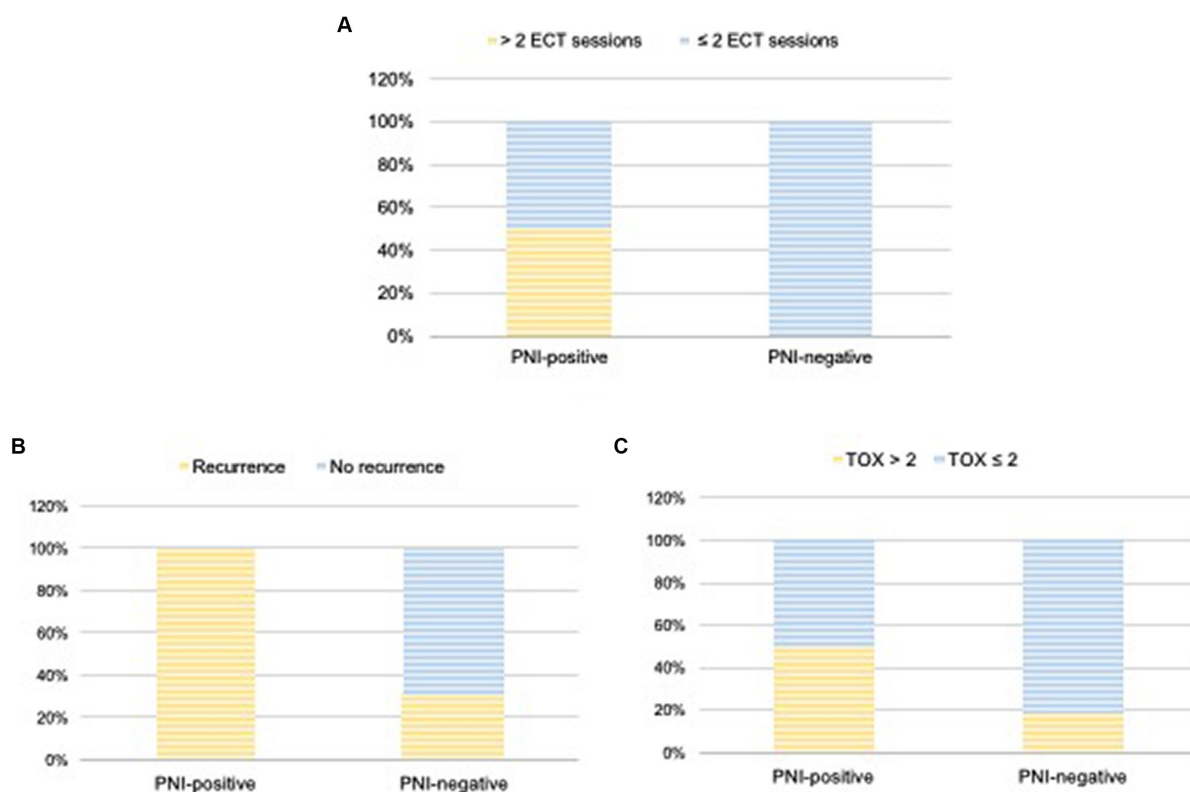 A
> 2 ECT sessions ≤ 2 ECT sessions
120%
100%
80%
60%
40%
20%
0%
PNI-positive PNI-negative
B
Recurrence No recurrence
120%
100%
80%
60%
40%
20%
0%
PNI-positive PNI-negative
C
TOX > 2 TOX ≤ 2
120%
100%
80%
60%
40%
20%
0%
PNI-positive PNI-negative